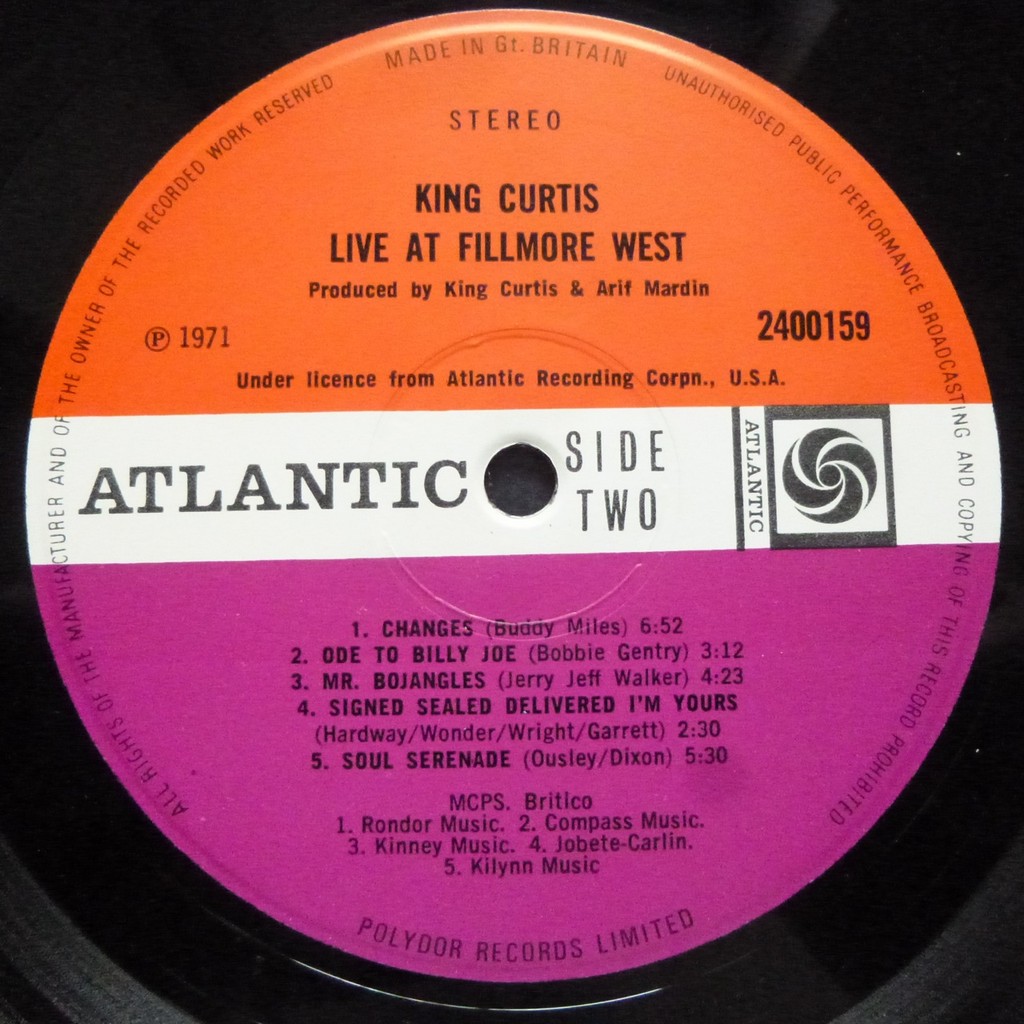 MADE IN Gt. BRITAIN
UNAUTHORISED PUBLIC PERFORMANCE BROADCASTING AND COPYING OF THIS RECORD PROHIBITED
ALL RIGHTS OF THE MANUFACTURER AND OF THE OWNER OF THE RECORDED WORK RESERVED
STEREO
KING CURTIS
LIVE AT FILLMORE WEST
Produced by King Curtis & Arif Mardin
℗ 1971
2400159
Under licence from Atlantic Recording Corpn., U.S.A.
ATLANTIC
SIDE
TWO
ATLANTIC
1. CHANGES (Buddy Miles) 6:52
2. ODE TO BILLY JOE (Bobbie Gentry) 3:12
3. MR. BOJANGLES (Jerry Jeff Walker) 4:23
4. SIGNED SEALED DELIVERED I'M YOURS
(Hardway/Wonder/Wright/Garrett) 2:30
5. SOUL SERENADE (Ousley/Dixon) 5:30
MCPS. Britico
1. Rondor Music. 2. Compass Music.
3. Kinney Music. 4. Jobete-Carlin.
5. Kilynn Music
POLYDOR RECORDS LIMITED